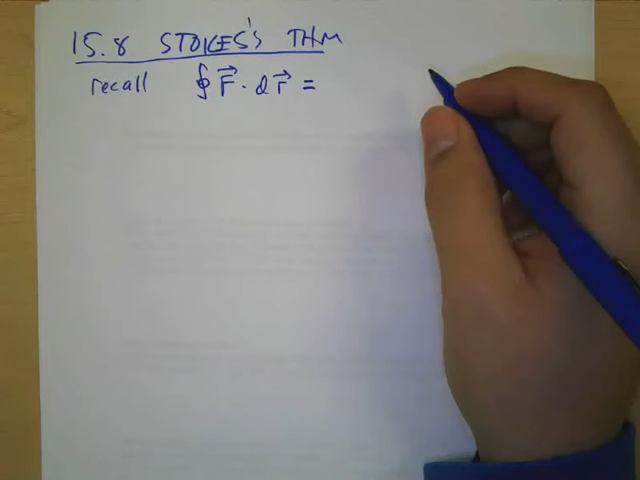 15.8 STOKES'S THM
recall ∮ F⃗ · dr⃗ =